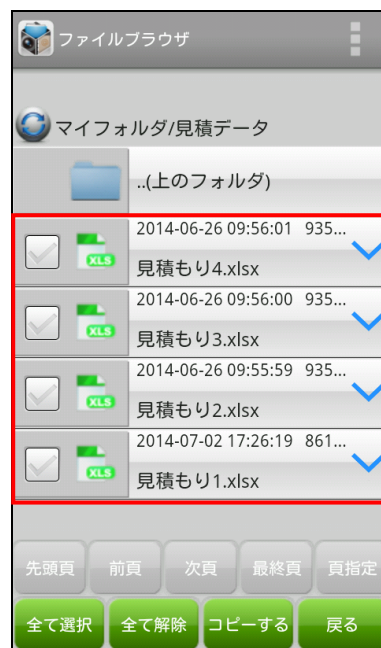 ファイルブラウザ
マイフォルダ/見積データ
..(上のフォルダ)
2014-06-26 09:56:01 935...
XLS
見積もり4.xlsx
2014-06-26 09:56:00 935...
XLS
見積もり3.xlsx
2014-06-26 09:55:59 935...
XLS
見積もり2.xlsx
2014-07-02 17:26:19 861...
XLS
見積もり1.xlsx
先頭頁 前頁 次頁 最終頁 頁指定
全て選択 全て解除 コピーする 戻る